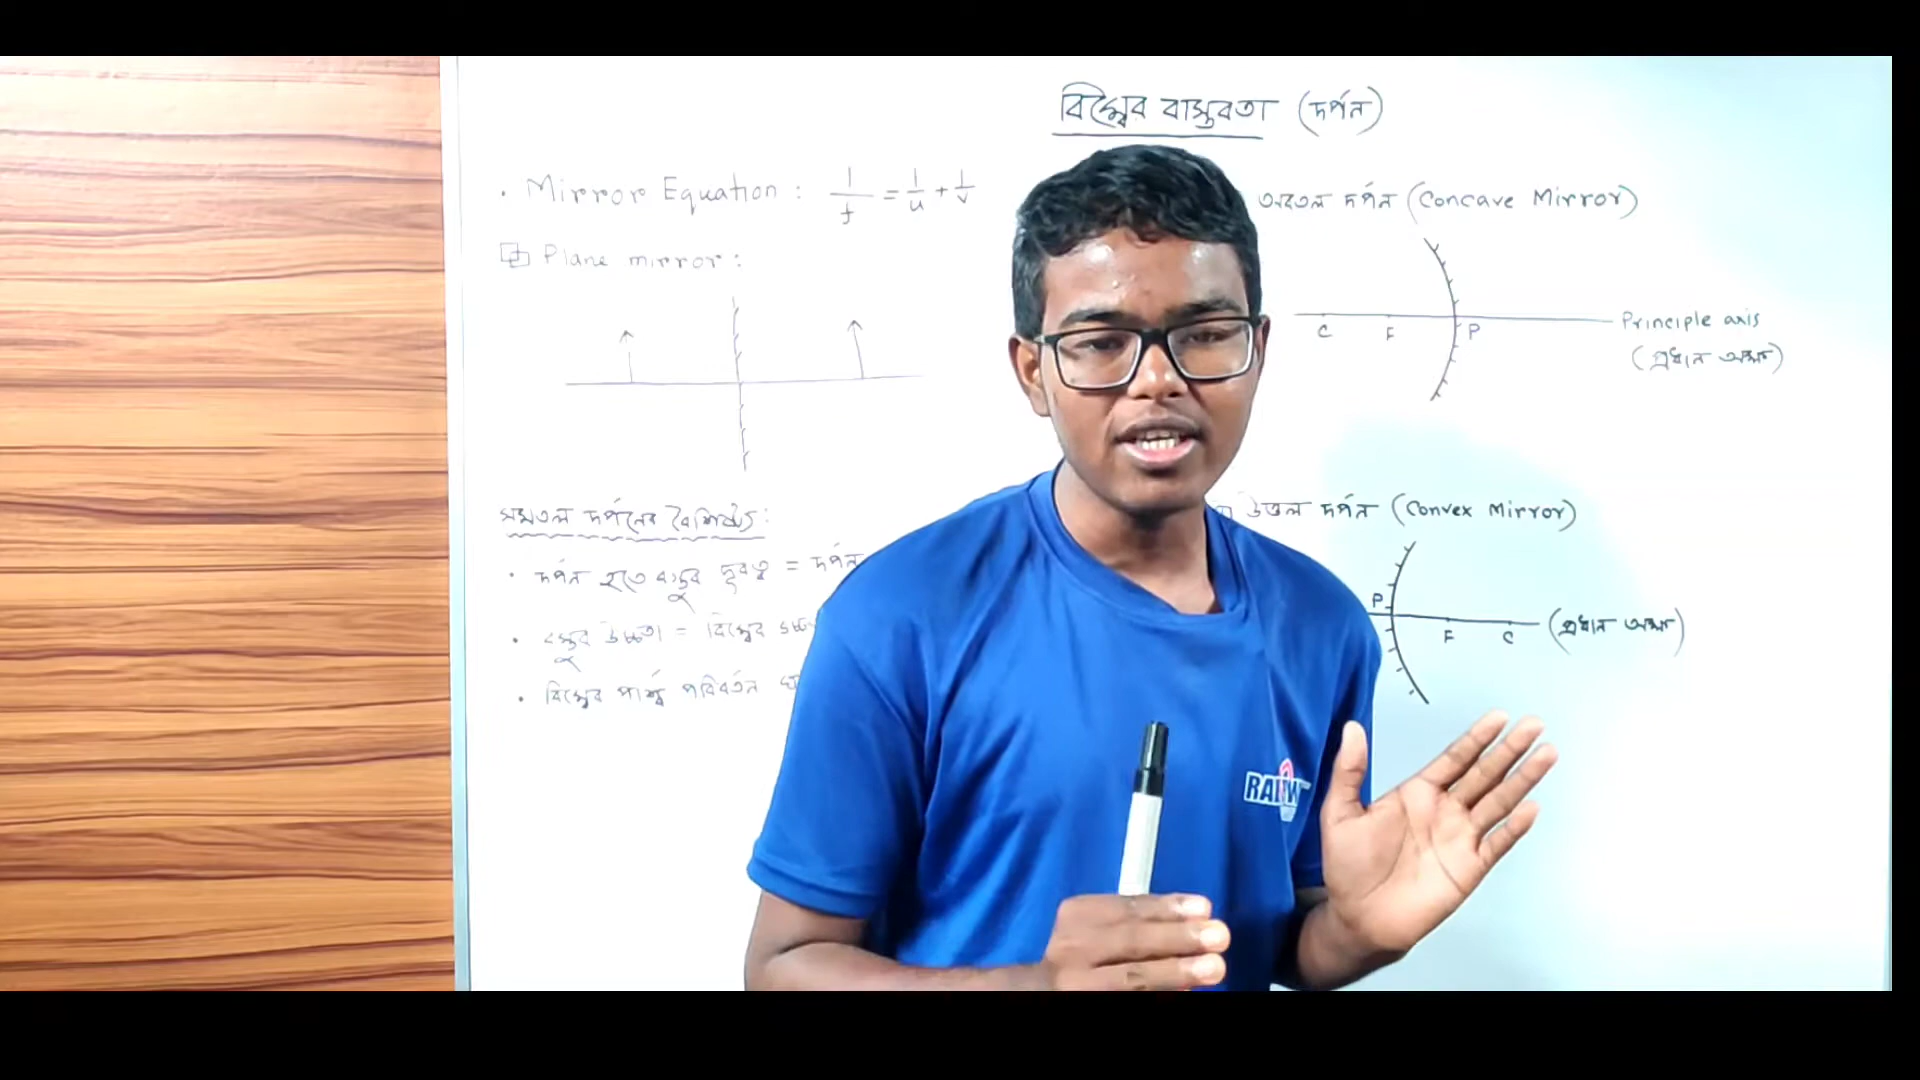 বিম্বের বাস্তবতা (দর্পন)
• Mirror Equation : 1/f = 1/u + 1/v
Plane mirror :
সমতল দর্পনের বৈশিষ্ট্য :
• দর্পন হতে বস্তুর দূরত্ব = দর্পন
• বস্তুর উচ্চতা = বিম্বের
• বিম্বের পার্শ্ব পরিবর্তন
অবতল দর্পন (Concave Mirror)
C F P
Principle axis
(প্রধান অক্ষ)
উত্তল দর্পন (Convex Mirror)
P
F C
(প্রধান অক্ষ)